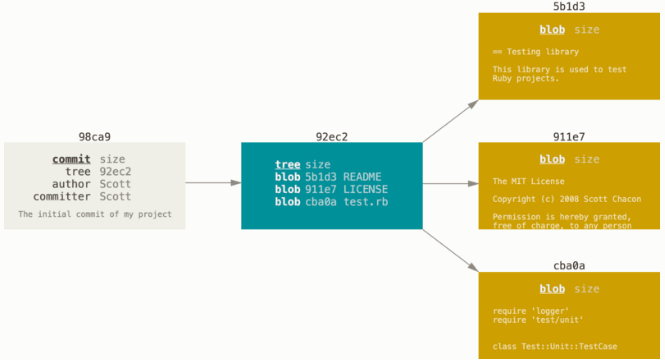 98ca9
commit size
tree 92ec2
author Scott
committer Scott
The initial commit of my project
92ec2
tree size
blob 5b1d3 README
blob 911e7 LICENSE
blob cba0a test.rb
5b1d3
blob size
== Testing library
This library is used to test
Ruby projects.
911e7
blob size
The MIT License
Copyright (c) 2008 Scott Chacon
Permission is hereby granted,
free of charge, to any person
cba0a
blob size
require 'logger'
require 'test/unit'
class Test::Unit::TestCase